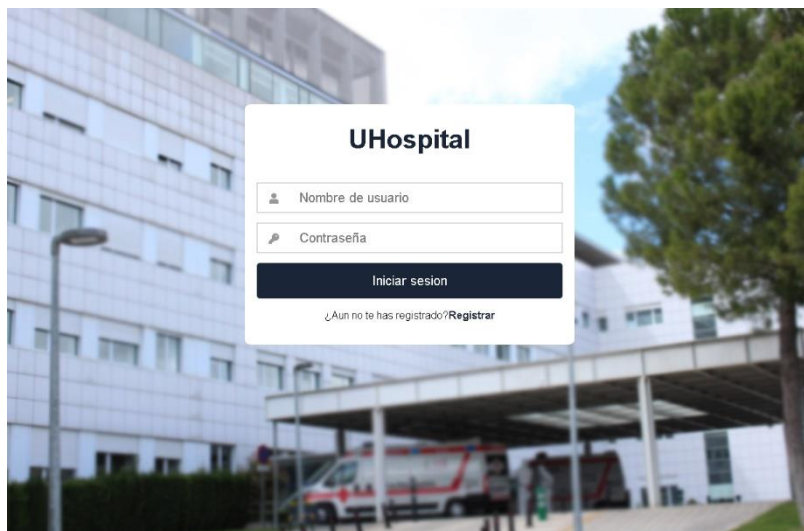 UHospital
Nombre de usuario
Contraseña
Iniciar sesion
¿Aun no te has registrado?Registrar